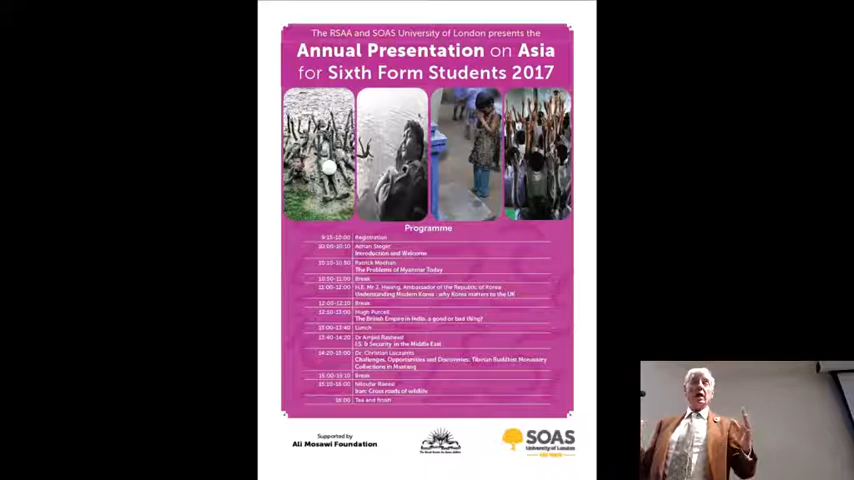 The RSAA and SOAS University of London presents the
Annual Presentation on Asia
for Sixth Form Students 2017
Programme
9:15-10:00 Registration
10:00-10:10 Adrian Steger
Introduction and Welcome
10:10-10:50 Patrick Meehan
The Problems of Myanmar Today
10:50-11:00 Break
11:00-12:00 H.E. Mr J. Hwang, Ambassador of the Republic of Korea
Understanding Modern Korea : why Korea matters to the UK
12:00-12:10 Break
12:10-13:00 Hugh Purcell
The British Empire in India: a good or bad thing?
13:00-13:40 Lunch
13:40-14:20 Dr Amjed Rasheed
I.S. & Security in the Middle East
14:20-15:00 Dr. Christian Luczanits
Challenges, Opportunities and Discoveries: Tibetan Buddhist Monastery
Collections in Mustang
15:00-15:10 Break
15:10-16:00
Iran: Cross roads of wildlife
16:00 Tea and finish
Supported by
Ali Mosawi Foundation
SOAS
University of London